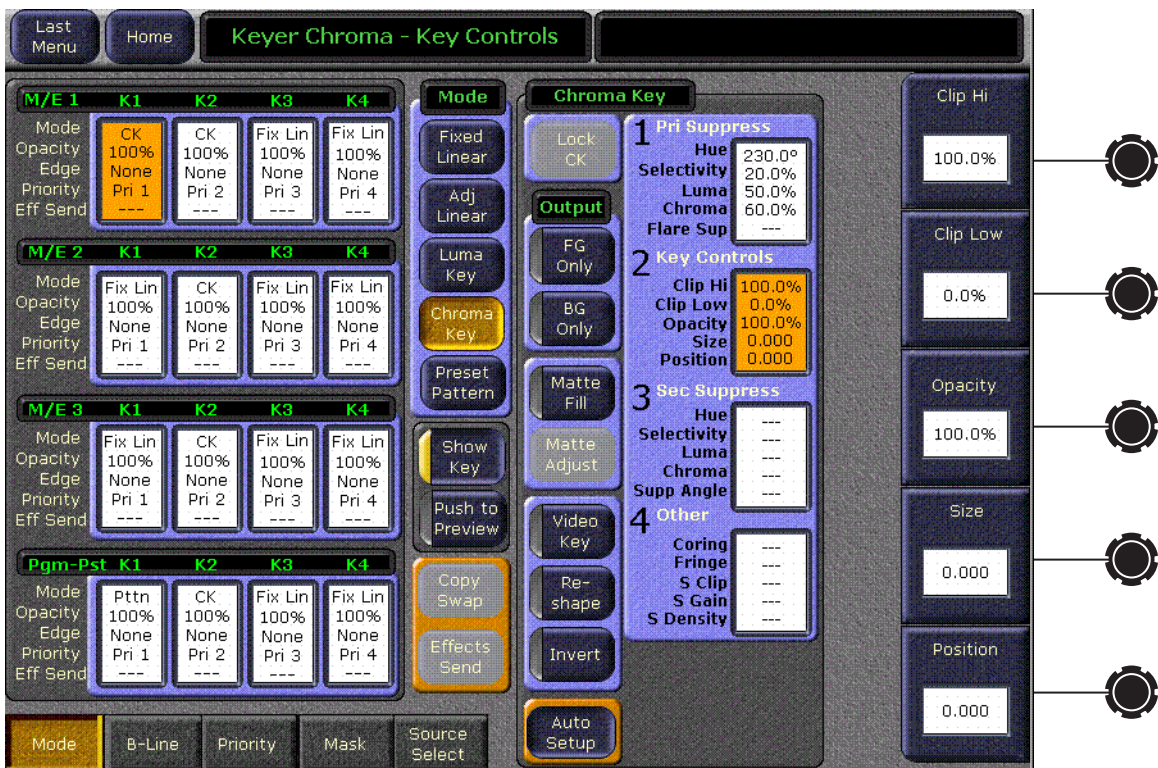 Last
Menu
Home
Keyer Chroma - Key Controls
M/E 1 K1 K2 K3 K4
Mode CK CK Fix Lin Fix Lin
Opacity 100% 100% 100% 100%
Edge None None None None
Priority Pri 1 Pri 2 Pri 3 Pri 4
Eff Send --- --- --- ---
M/E 2 K1 K2 K3 K4
Mode Fix Lin CK Fix Lin Fix Lin
Opacity 100% 100% 100% 100%
Edge None None None None
Priority Pri 1 Pri 2 Pri 3 Pri 4
Eff Send --- --- --- ---
M/E 3 K1 K2 K3 K4
Mode Fix Lin CK Fix Lin Fix Lin
Opacity 100% 100% 100% 100%
Edge None None None None
Priority Pri 1 Pri 2 Pri 3 Pri 4
Eff Send --- --- --- ---
Pgm-Pst K1 K2 K3 K4
Mode Pttn CK Fix Lin Fix Lin
Opacity 100% 100% 100% 100%
Edge None None None None
Priority Pri 1 Pri 2 Pri 3 Pri 4
Eff Send --- --- --- ---
Mode
Fixed
Linear
Adj
Linear
Luma
Key
Chroma
Key
Preset
Pattern
Show
Key
Push to
Preview
Copy
Swap
Effects
Send
Chroma Key
Lock
CK
Output
FG
Only
BG
Only
Matte
Fill
Matte
Adjust
Video
Key
Re-
shape
Invert
Auto
Setup
1 Pri Suppress
Hue 230.0°
Selectivity 20.0%
Luma 50.0%
Chroma 60.0%
Flare Sup ---
2 Key Controls
Clip Hi 100.0%
Clip Low 0.0%
Opacity 100.0%
Size 0.000
Position 0.000
3 Sec Suppress
Hue ---
Selectivity ---
Luma ---
Chroma ---
Supp Angle ---
4 Other
Coring ---
Fringe ---
S Clip ---
S Gain ---
S Density ---
Clip Hi
100.0%
Clip Low
0.0%
Opacity
100.0%
Size
0.000
Position
0.000
Mode
B-Line
Priority
Mask
Source
Select